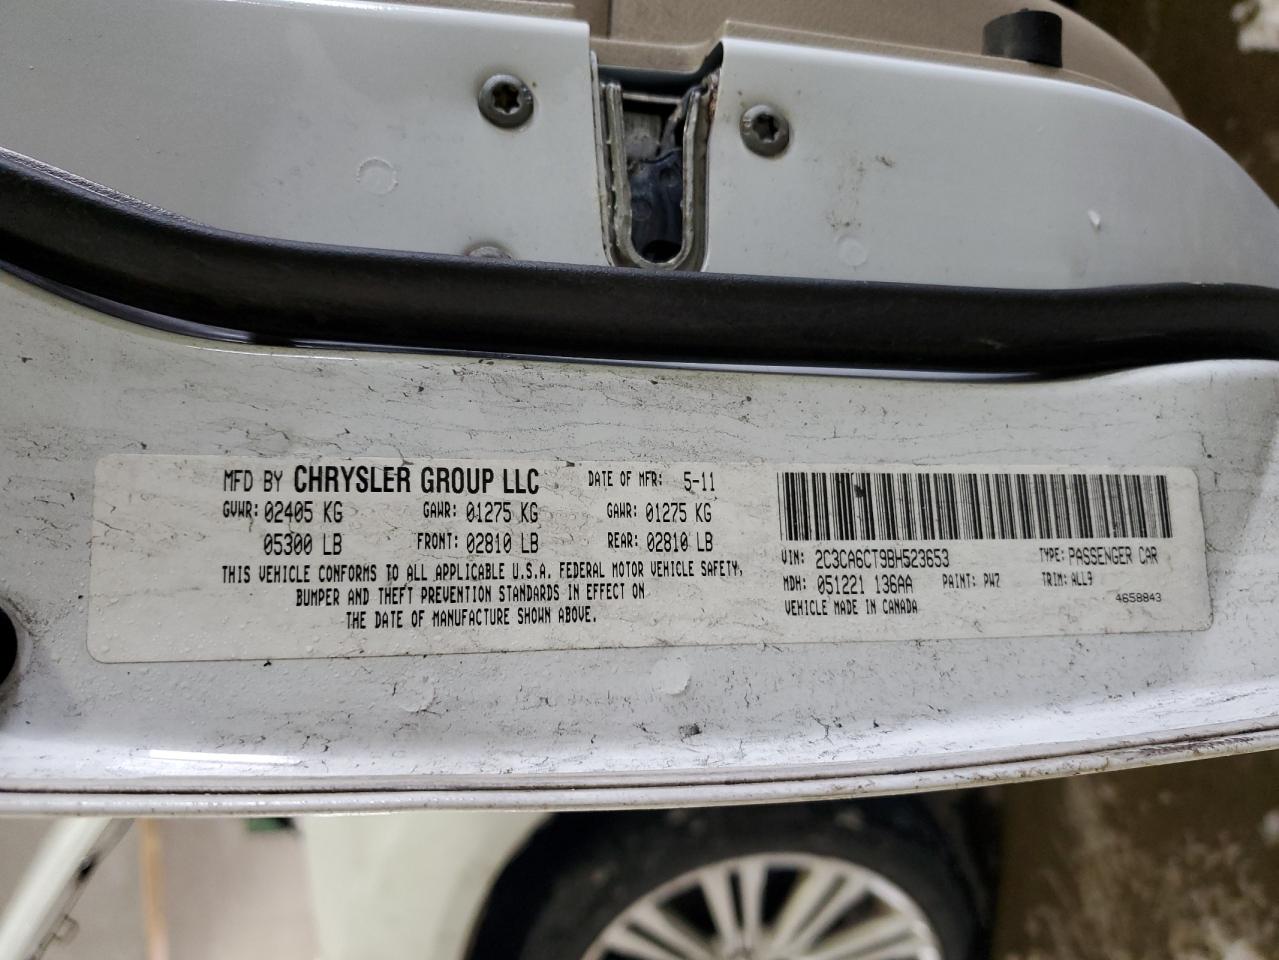 MFD BY CHRYSLER GROUP LLC DATE OF MFR: 5-11
GVWR: 02405 KG GAWR: 01275 KG GAWR: 01275 KG
05300 LB FRONT: 02810 LB REAR: 02810 LB
THIS VEHICLE CONFORMS TO ALL APPLICABLE U.S.A. FEDERAL MOTOR VEHICLE SAFETY,
BUMPER AND THEFT PREVENTION STANDARDS IN EFFECT ON
THE DATE OF MANUFACTURE SHOWN ABOVE.
VIN: 2C3CA6CT9BH523653 TYPE: PASSENGER CAR
MDH: 051221 136AA PAINT: PW7 TRIM: ALL9
VEHICLE MADE IN CANADA 4658843